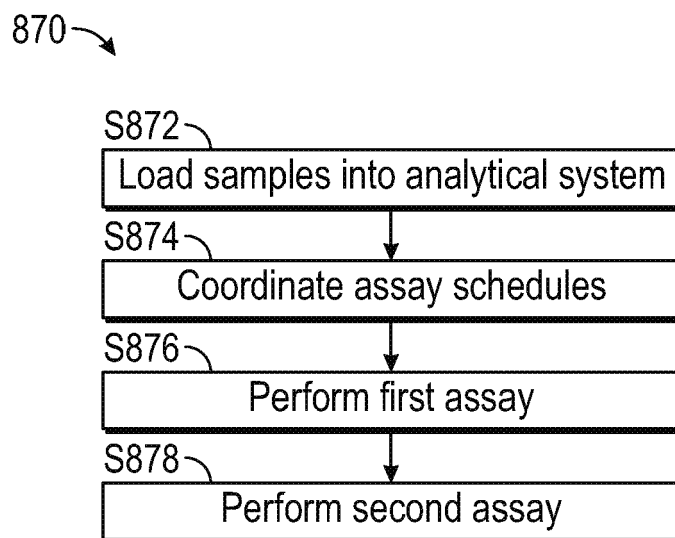 870
S872
Load samples into analytical system
S874
Coordinate assay schedules
S876
Perform first assay
S878
Perform second assay